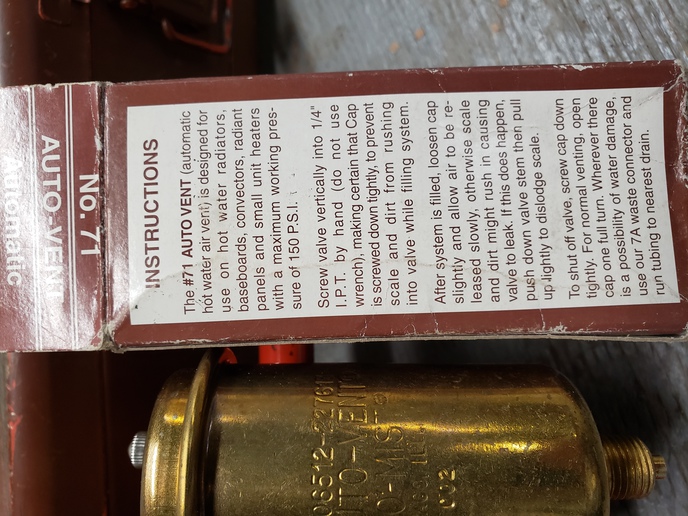 No. 71
AUTO-VENT
Automatic
INSTRUCTIONS
The #71 AUTO VENT (automatic
hot water air vent) is designed for
use on hot water radiators,
baseboards, convectors, radiant
panels and small unit heaters
with a maximum working pres-
sure of 150 P.S.I.
Screw valve vertically into 1/4"
I.P.T. by hand (do not use
wrench), making certain that Cap
is screwed down tightly, to prevent
scale and dirt from rushing
into valve while filling system.
After system is filled, loosen cap
slightly and allow air to be re-
leased slowly, otherwise scale
and dirt might rush in causing
valve to leak. If this does happen,
push down valve stem then pull
up lightly to dislodge scale.
To shut off valve, screw cap down
tightly. For normal venting, open
cap one full turn. Wherever there
is a possibility of water damage,
use our 7A waste connector and
run tubing to nearest drain.